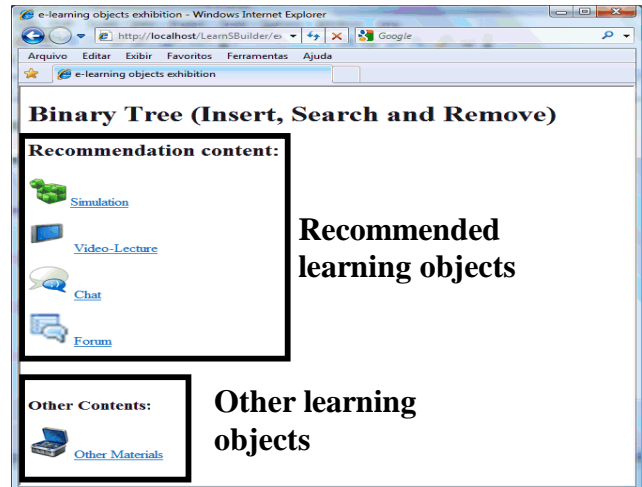 e-learning objects exhibition - Windows Internet Explorer
http://localhost/LearnSBuilder/ex
Google
Arquivo Editar Exibir Favoritos Ferramentas Ajuda
e-learning objects exhibition
Binary Tree (Insert, Search and Remove)
Recommendation content:
Simulation
Video-Lecture
Chat
Forum
Recommended
learning objects
Other Contents:
Other Materials
Other learning
objects